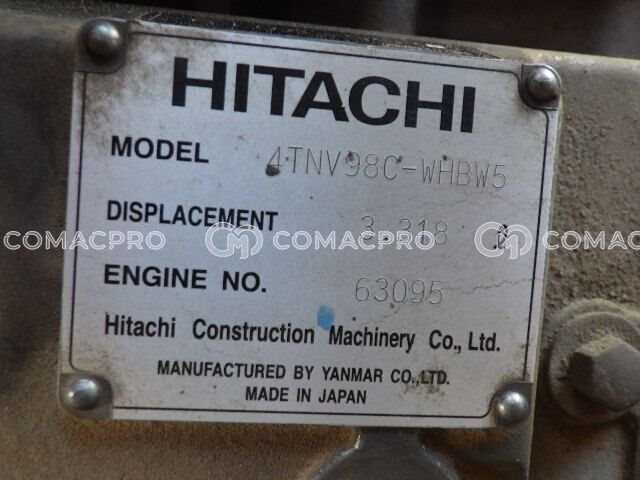 HITACHI
MODEL 4TNV98C-WHBW5
DISPLACEMENT 3.318 ℓ
COMACPRO COMACPRO COMACPRO
ENGINE NO. 63095
Hitachi Construction Machinery Co., Ltd.
MANUFACTURED BY YANMAR CO.,LTD.
MADE IN JAPAN